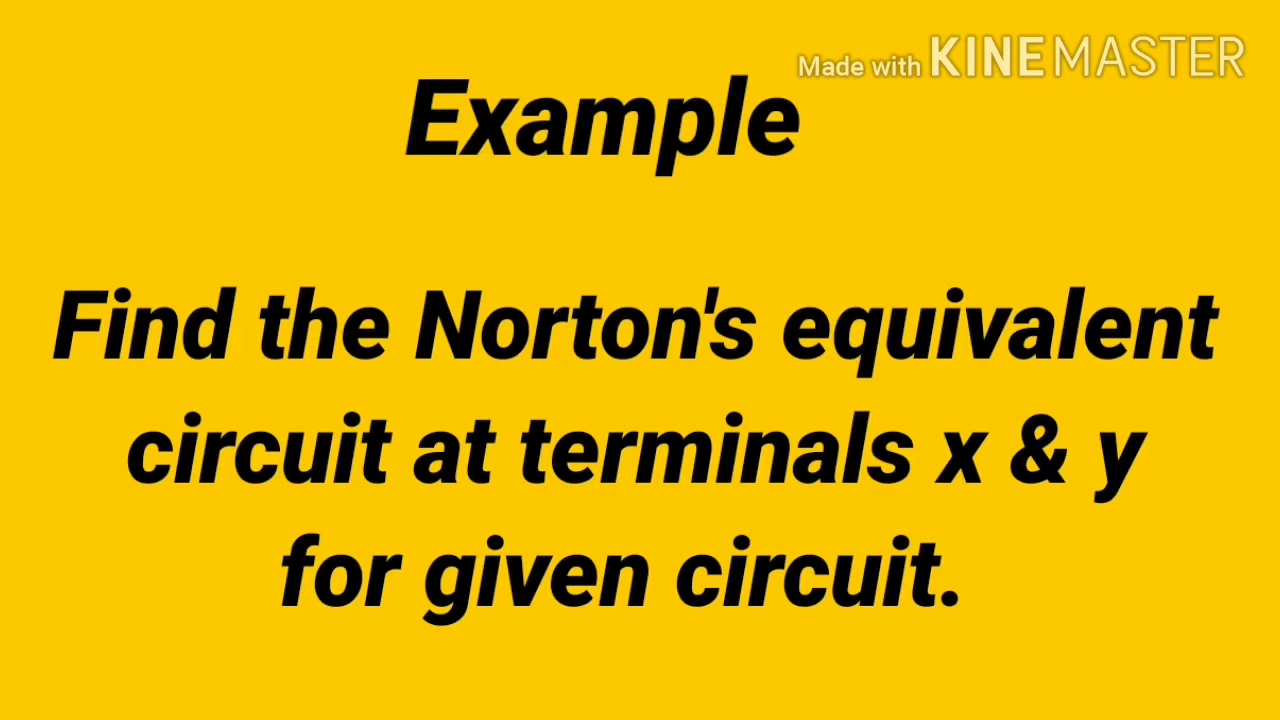 Made with KINEMASTER
Example
Find the Norton's equivalent
circuit at terminals x & y
for given circuit.